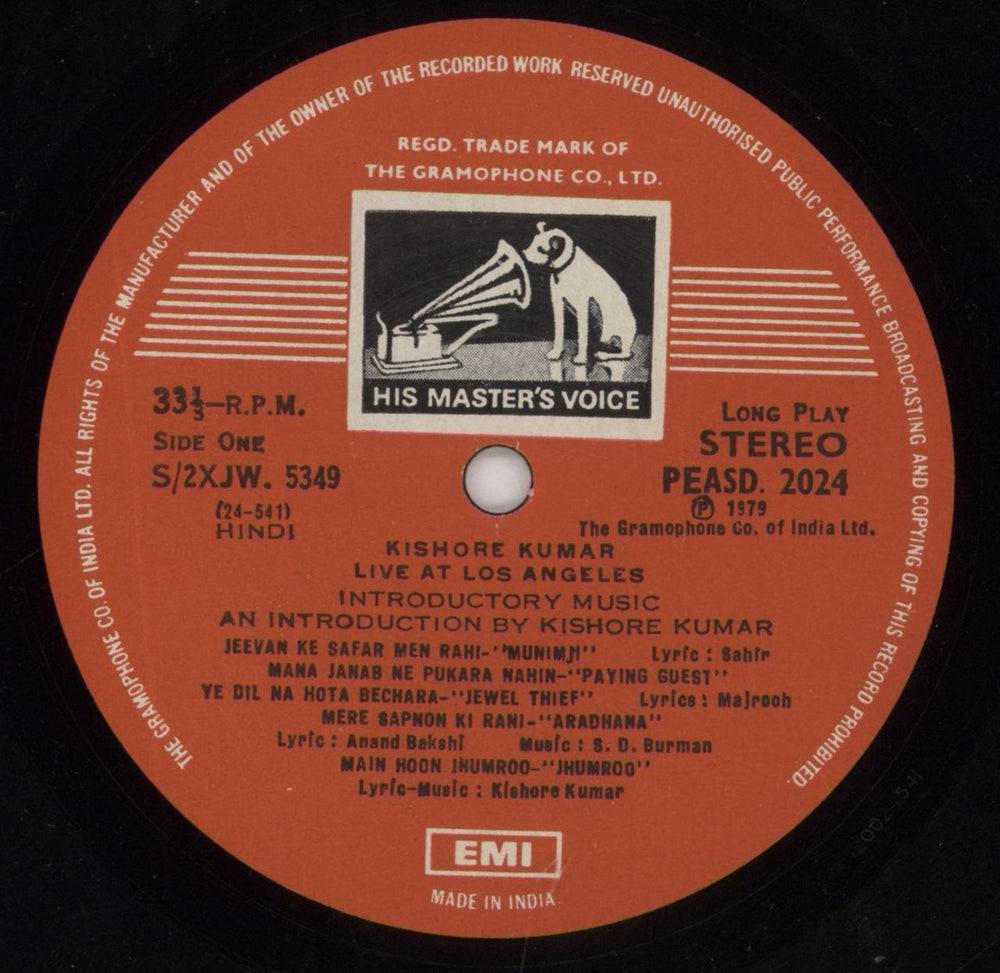 THE GRAMOPHONE CO. OF INDIA LTD. ALL RIGHTS OF THE MANUFACTURER AND OF THE OWNER OF THE RECORDED WORK RESERVED UNAUTHORISED PUBLIC PERFORMANCE BROADCASTING AND COPYING OF THIS RECORD PROHIBITED.
REGD. TRADE MARK OF
THE GRAMOPHONE CO., LTD.
HIS MASTER'S VOICE
33⅓—R.P.M.
SIDE ONE
S/2XJW. 5349
(24-541)
HINDI
LONG PLAY
STEREO
PEASD. 2024
Ⓟ 1979
The Gramophone Co. of India Ltd.
KISHORE KUMAR
LIVE AT LOS ANGELES
INTRODUCTORY MUSIC
AN INTRODUCTION BY KISHORE KUMAR
JEEVAN KE SAFAR MEN RAHI-"MUNIMJI" Lyric : Sahir
MANA JANAB NE PUKARA NAHIN-"PAYING GUEST"
YE DIL NA HOTA BECHARA-"JEWEL THIEF" Lyrics : Majrooh
MERE SAPNON KI RANI-"ARADHANA"
Lyric : Anand Bakshi Music : S. D. Burman
MAIN HOON JHUMROO-"JHUMROO"
Lyric-Music : Kishore Kumar
EMI
MADE IN INDIA